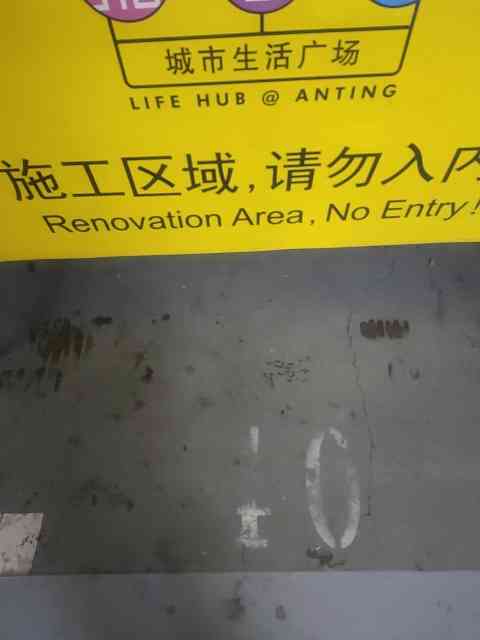 城市生活广场
LIFE HUB @ ANTING
施工区域,请勿入内
Renovation Area, No Entry!
10